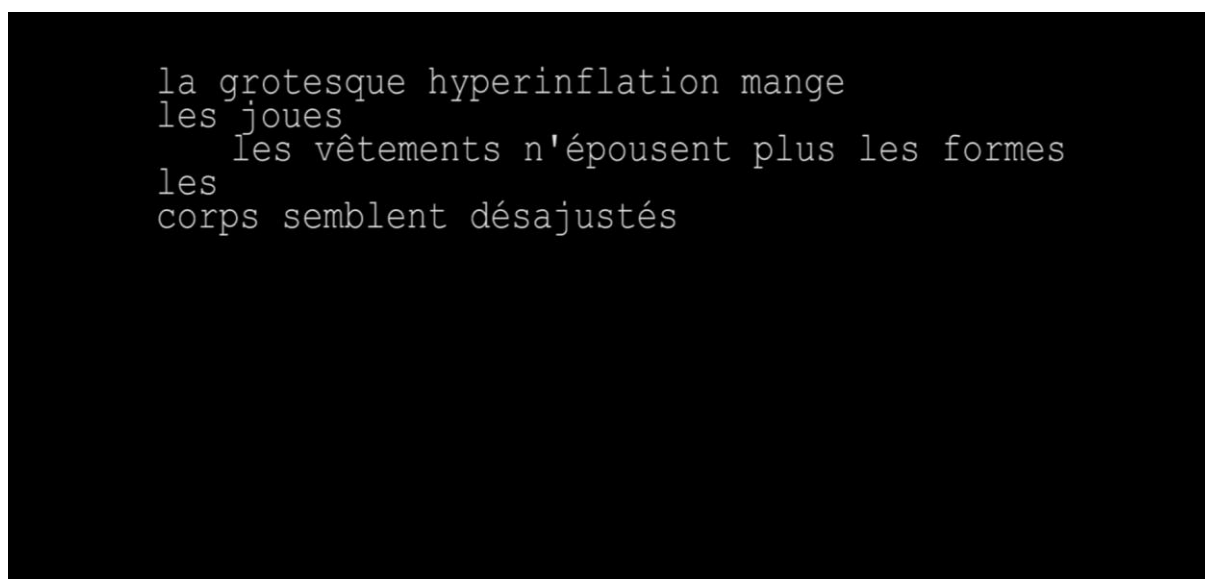 la grotesque hyperinflation mange
les joues
les vêtements n'épousent plus les formes
les
corps semblent désajustés